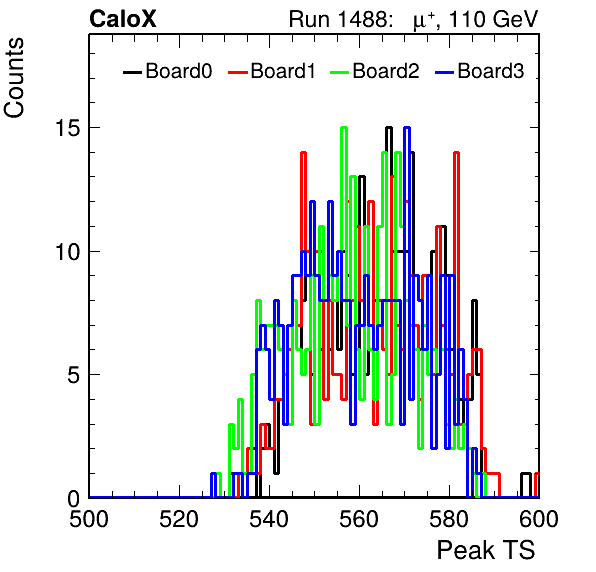 CaloX Run 1488: μ⁺, 110 GeV
Counts
Board0 Board1 Board2 Board3
15
10
5
0
500 520 540 560 580 600
Peak TS